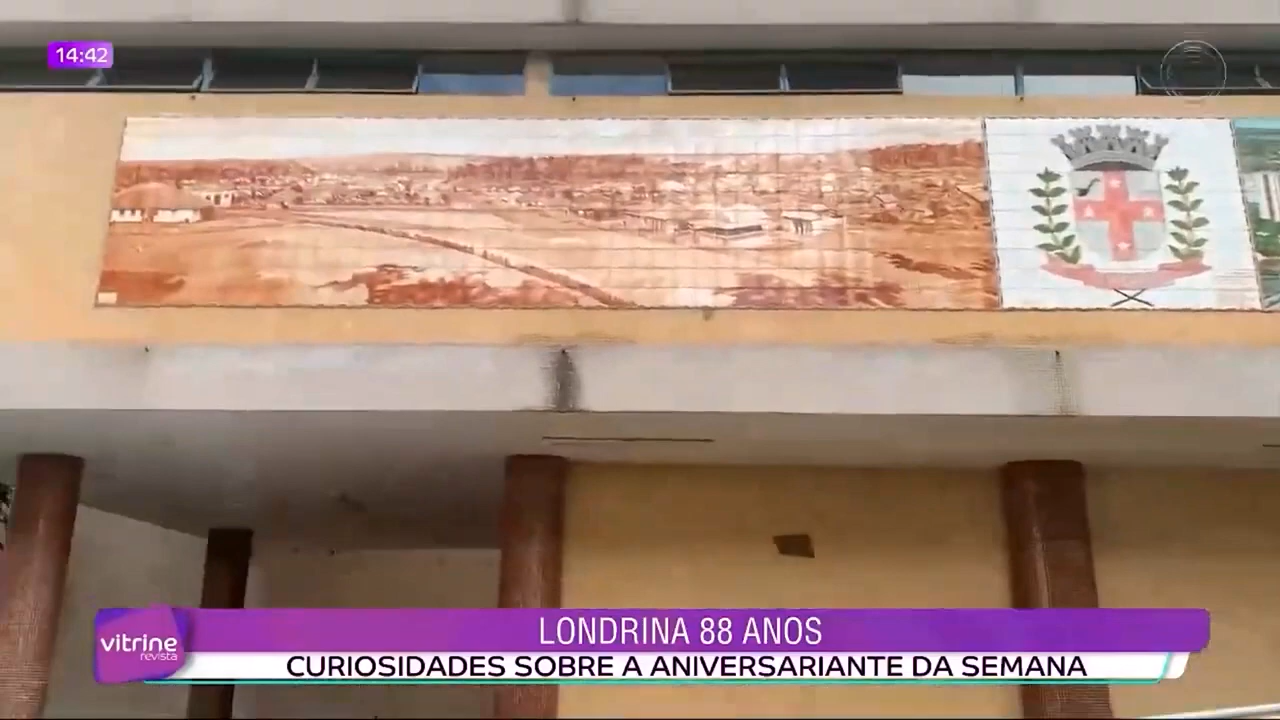 14:42
LONDRINA 88 ANOS
vitrine
revista
CURIOSIDADES SOBRE A ANIVERSARIANTE DA SEMANA